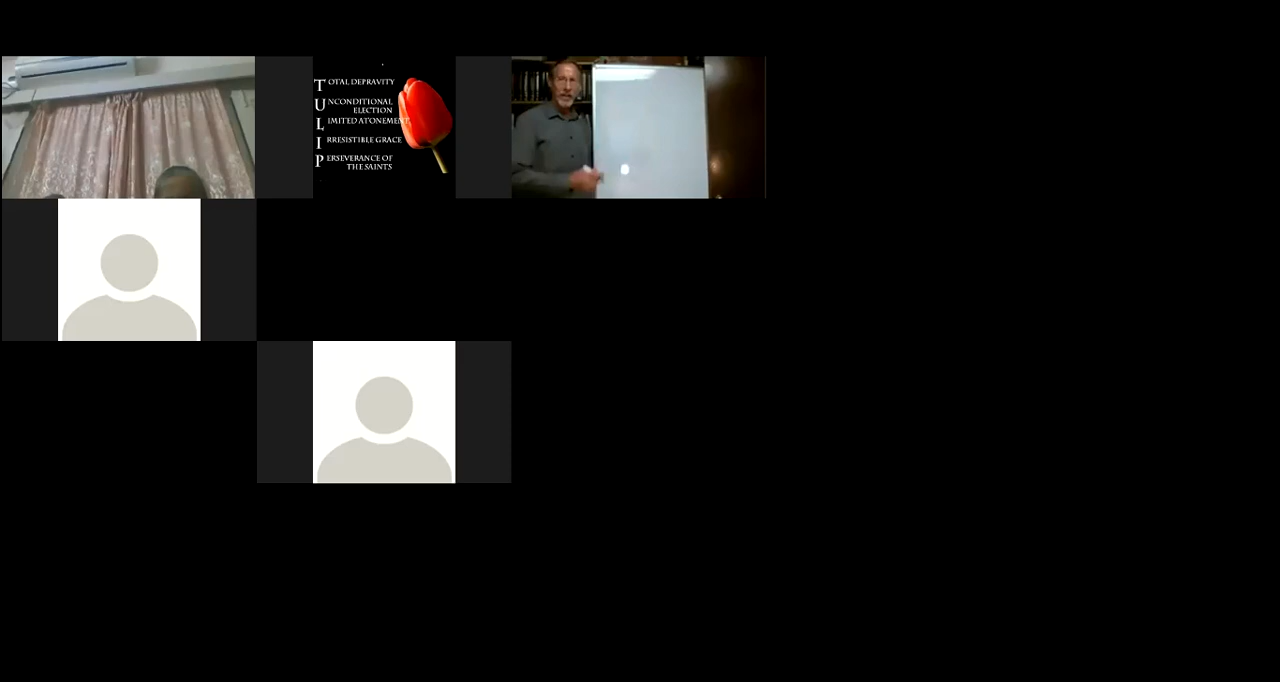 TOTAL DEPRAVITY
UNCONDITIONAL
ELECTION
LIMITED ATONEMENT
IRRESISTIBLE GRACE
PERSEVERANCE OF
THE SAINTS